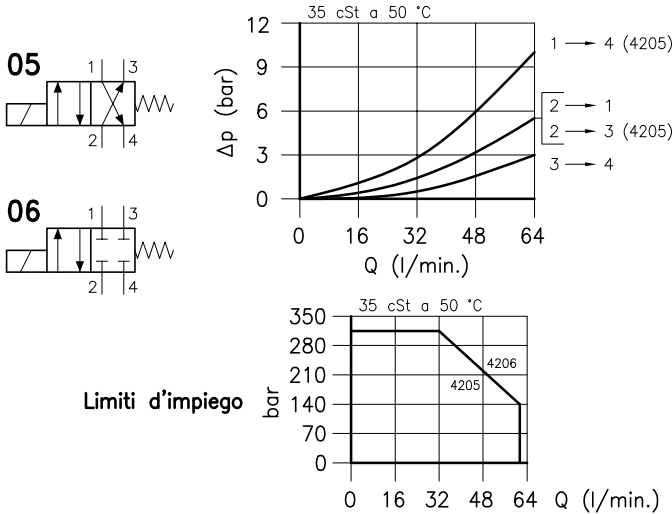 35 cSt a 50 °C
05
1 3
2 4
06
1 3
2 4
Δp (bar)
12
9
6
3
0
0 16 32 48 64
Q (l/min.)
1 → 4 (4205)
2 → 1
2 → 3 (4205)
3 → 4
35 cSt a 50 °C
Limiti d'impiego
bar
350
280
210
140
70
0
4206
4205
0 16 32 48 64 Q (l/min.)